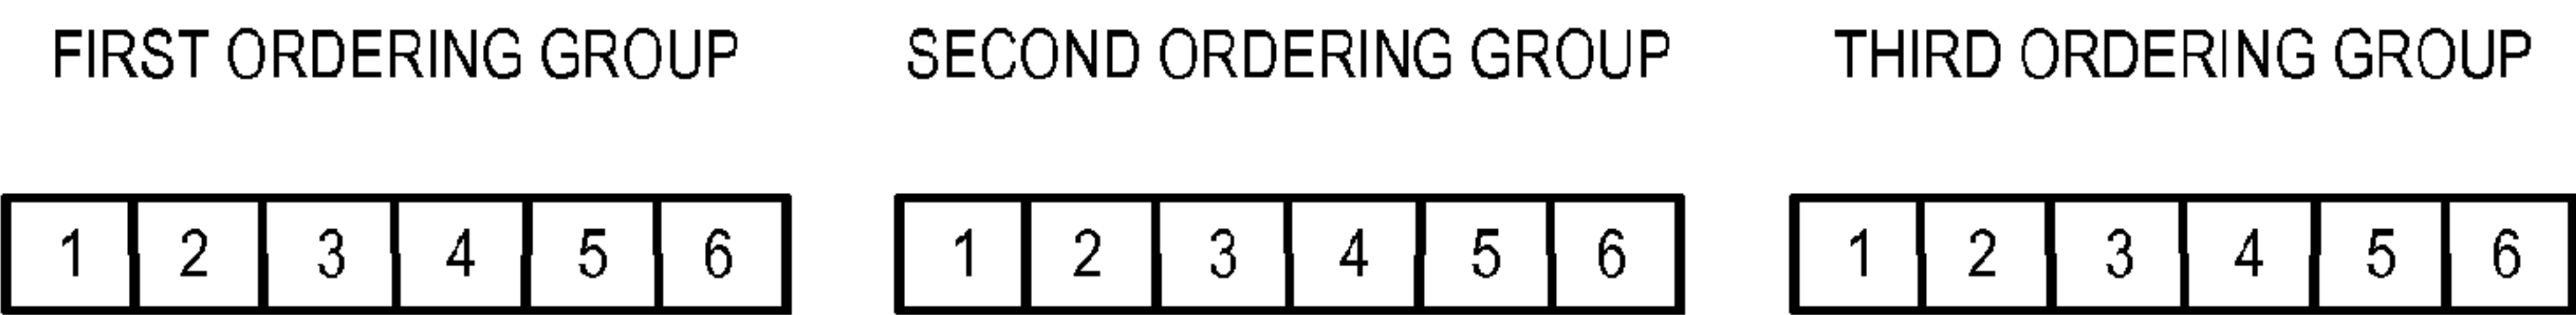 FIRST ORDERING GROUP SECOND ORDERING GROUP THIRD ORDERING GROUP
1 2 3 4 5 6 1 2 3 4 5 6 1 2 3 4 5 6